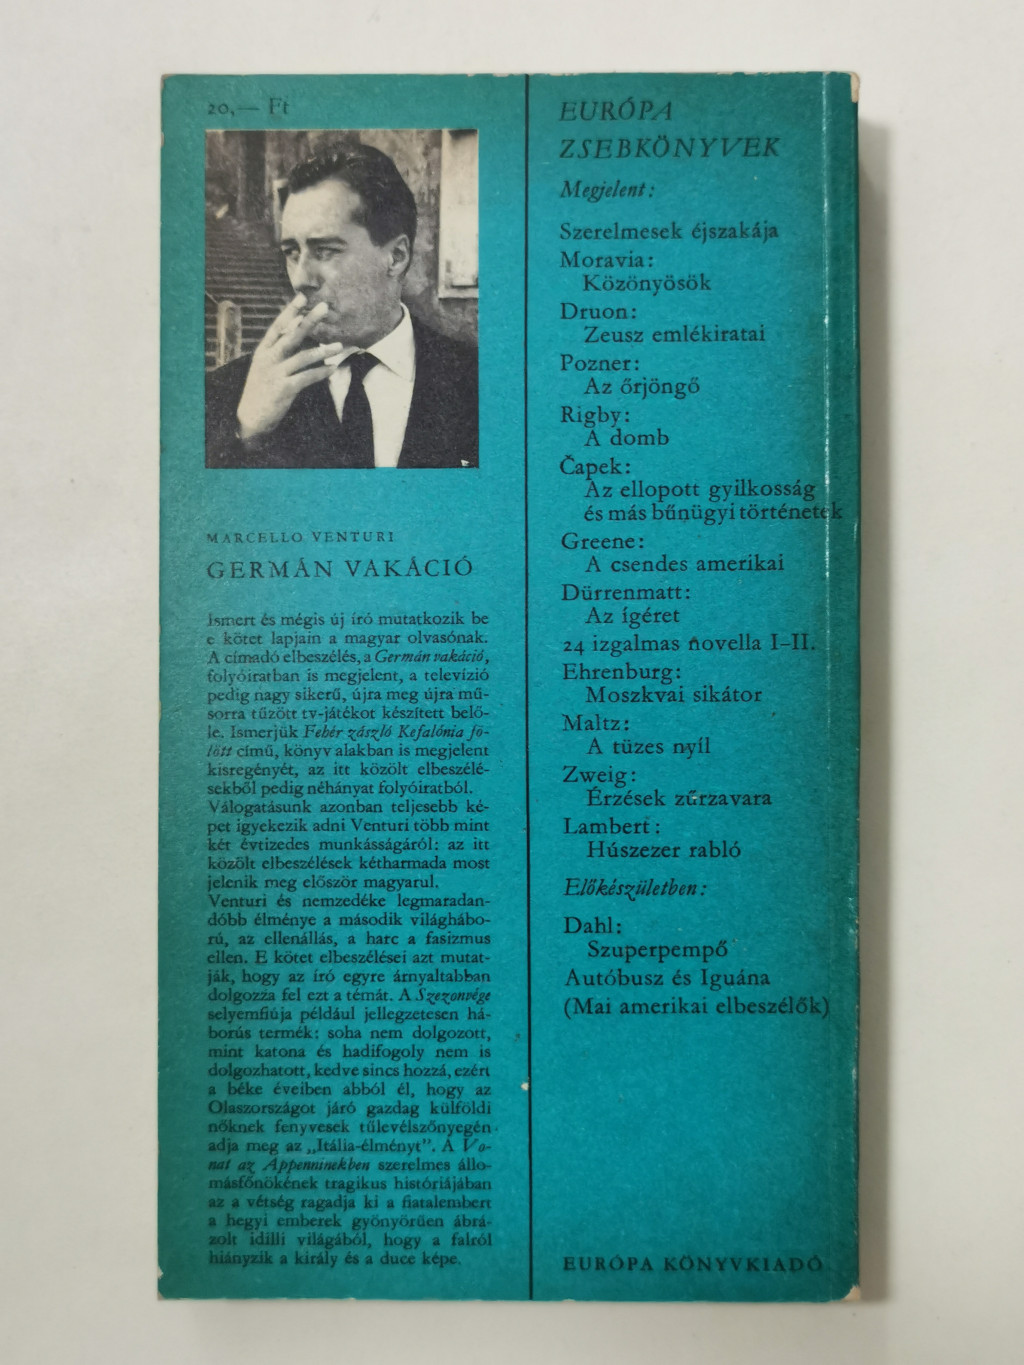 20,— Ft
MARCELLO VENTURI
GERMÁN VAKÁCIÓ
Ismert és mégis új író mutatkozik be
e kötet lapjain a magyar olvasónak.
A címadó elbeszélés, a Germán vakáció,
folyóiratban is megjelent, a televízió
pedig nagy sikerű, újra meg újra mű-
sorra tűzött tv-játékot készített belő-
le. Ismerjük Fehér zászló Kefalónia fö-
lött című, könyv alakban is megjelent
kisregényét, az itt közölt elbeszélé-
sekből pedig néhányat folyóiratból.
Válogatásunk azonban teljesebb ké-
pet igyekezik adni Venturi több mint
két évtizedes munkásságáról: az itt
közölt elbeszélések kétharmada most
jelenik meg először magyarul.
Venturi és nemzedéke legmaradan-
dóbb élménye a második világhábo-
rú, az ellenállás, a harc a fasizmus
ellen. E kötet elbeszélései azt mutat-
ják, hogy az író egyre árnyaltabban
dolgozza fel ezt a témát. A Szezonvége
selyemfiúja például jellegzetesen há-
borús termék: soha nem dolgozott,
mint katona és hadifogoly nem is
dolgozhatott, kedve sincs hozzá, ezért
a béke éveiben abból él, hogy az
Olaszországot járó gazdag külföldi
nőknek fenyvesek tűlevélszőnyegén
adja meg az „Itália-élményt”. A Vo-
nat az Appenninekben szerelmes állo-
másfőnökének tragikus históriájában
az a vétség ragadja ki a fiatalembert
a hegyi emberek gyönyörűen ábrá-
zolt idilli világából, hogy a falról
hiányzik a király és a duce képe.
EURÓPA
ZSEBKÖNYVEK
Megjelent:
Szerelmesek éjszakája
Moravia:
Közönyösök
Druon:
Zeusz emlékiratai
Pozner:
Az őrjöngő
Rigby:
A domb
Čapek:
Az ellopott gyilkosság
és más bűnügyi történetek
Greene:
A csendes amerikai
Dürrenmatt:
Az ígéret
24 izgalmas novella I–II.
Ehrenburg:
Moszkvai sikátor
Maltz:
A tüzes nyíl
Zweig:
Érzések zűrzavara
Lambert:
Húszezer rabló
Előkészületben:
Dahl:
Szuperpempő
Autóbusz és Iguána
(Mai amerikai elbeszélők)
EURÓPA KÖNYVKIADÓ